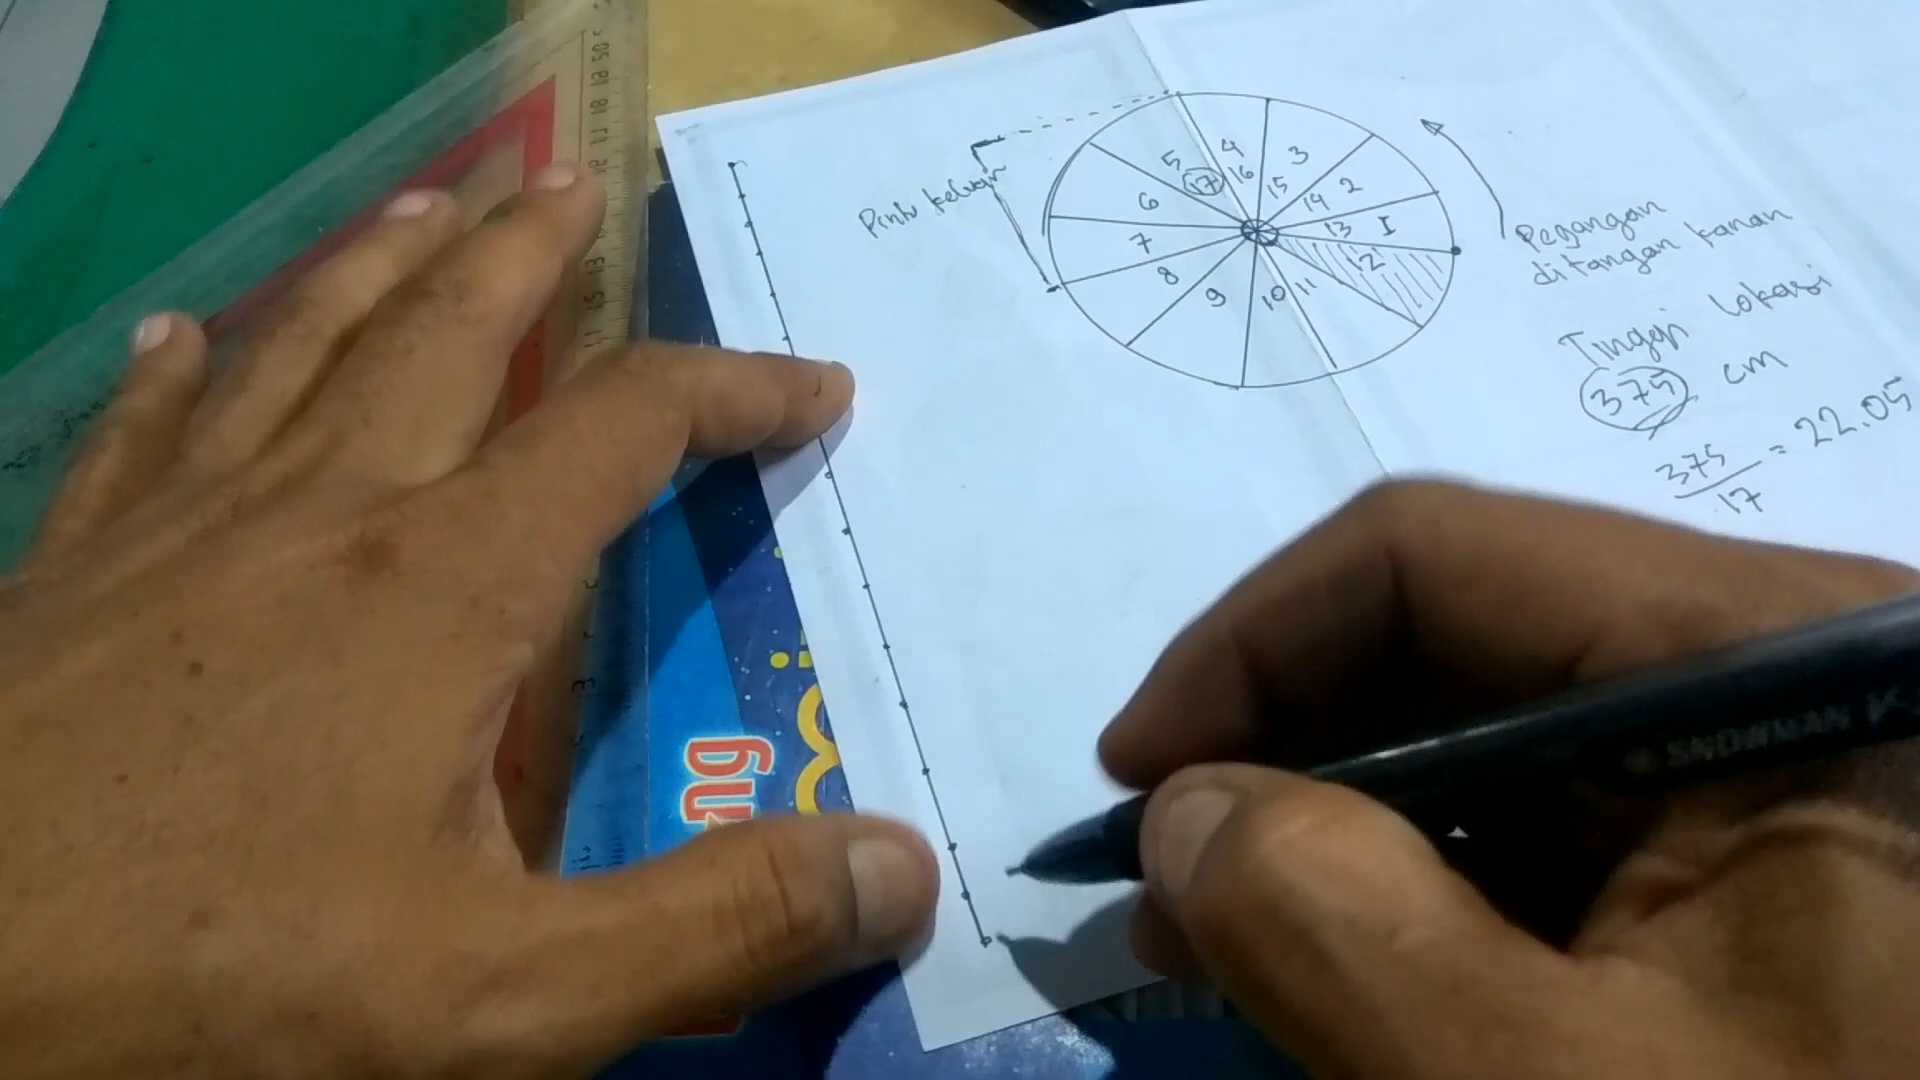 Pintu keluar
5 4 3
17 16 15 14 2
6
13 I
7
12
8
9 10 11
Pegangan
ditangan kanan
Tinggi lokasi
375 cm
375
17
= 22.05
SNOWMAN
ng